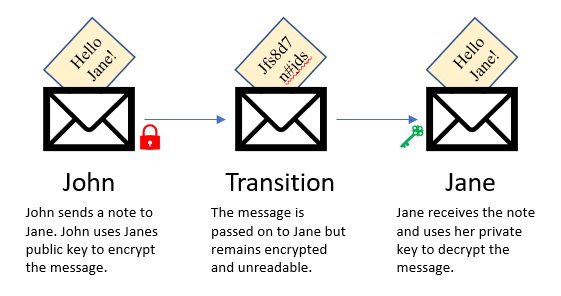 Hello
Jane!
Jfs8d7
n#ids
Hello
Jane!
John
John sends a note to
Jane. John uses Janes
public key to encrypt
the message.
Transition
The message is
passed on to Jane but
remains encrypted
and unreadable.
Jane
Jane receives the note
and uses her private
key to decrypt the
message.